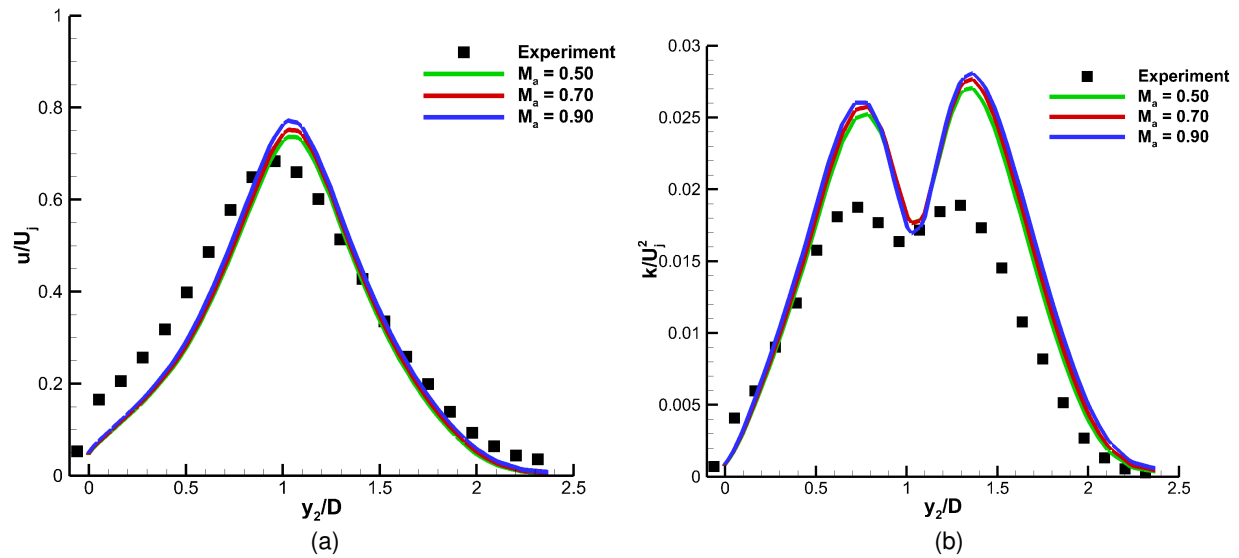 1
0.8
0.6
0.4
0.2
0
u/U_j
0
0.5
1
1.5
2
2.5
y₂/D
Experiment
Mₐ = 0.50
Mₐ = 0.70
Mₐ = 0.90
(a)
0.03
0.025
0.02
0.015
0.01
0.005
0
k/U_j^2
0
0.5
1
1.5
2
2.5
y₂/D
Experiment
Mₐ = 0.50
Mₐ = 0.70
Mₐ = 0.90
(b)